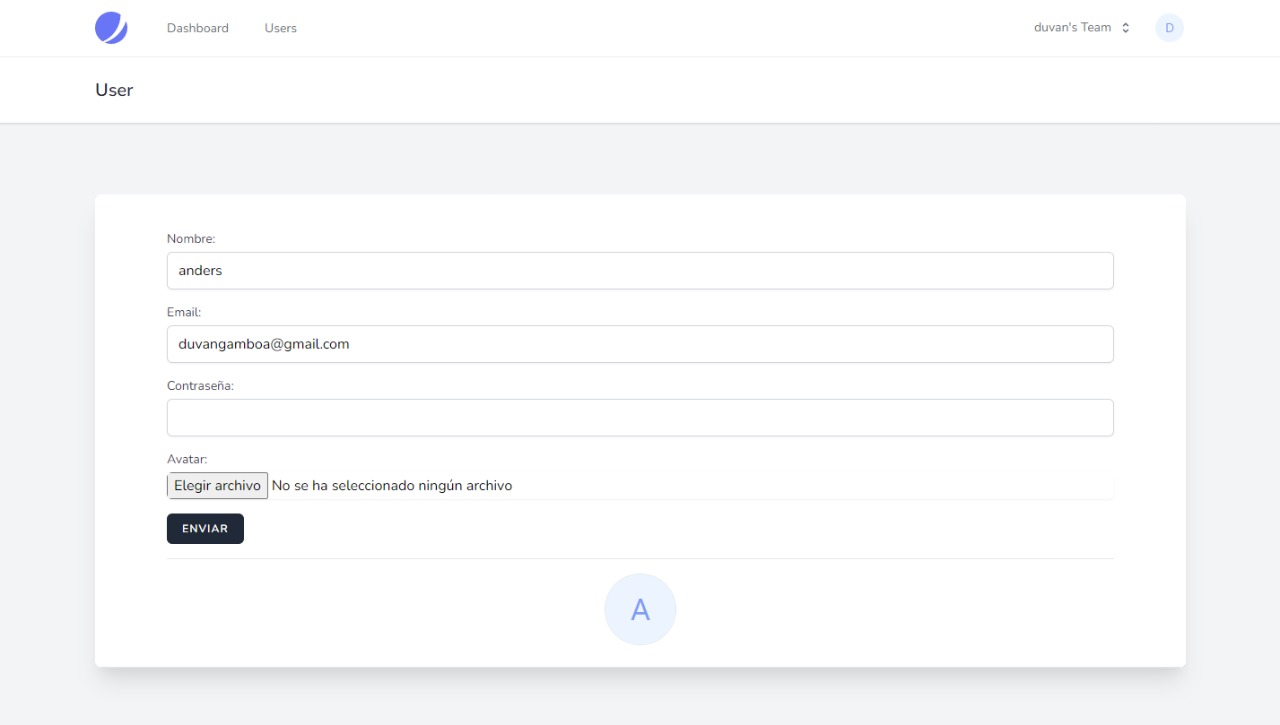 Dashboard Users duvan's Team D
User
Nombre:
anders
Email:
duvangamboa@gmail.com
Contraseña:
Avatar:
Elegir archivo No se ha seleccionado ningún archivo
ENVIAR
A